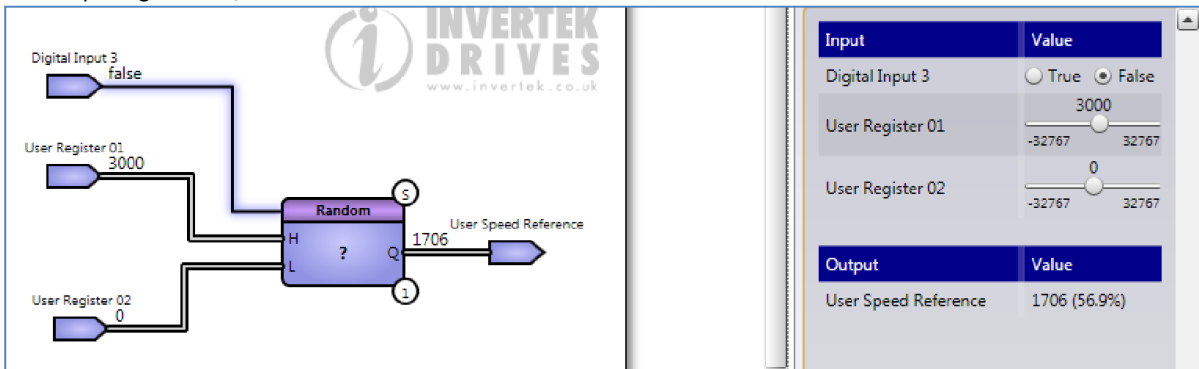 INVERTEK
DRIVES
www.invertek.co.uk
Digital Input 3
false
User Register 01
3000
S
Random
H
?
Q
1706
User Speed Reference
L
1
User Register 02
0
Input Value
Digital Input 3 True False
3000
User Register 01
-32767 32767
0
User Register 02
-32767 32767
Output Value
User Speed Reference 1706 (56.9%)